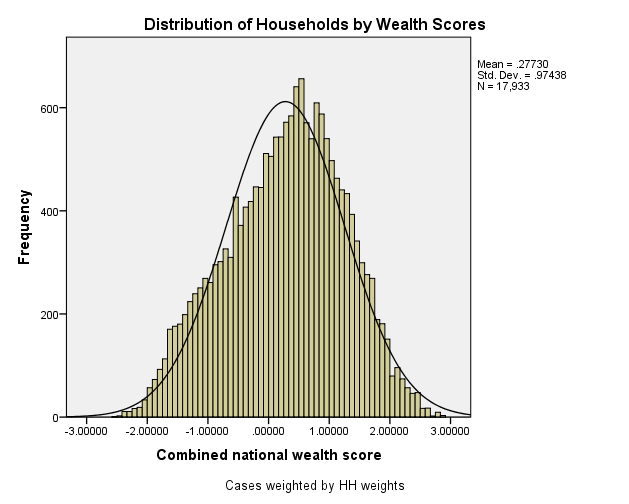 Distribution of Households by Wealth Scores
Mean = .27730
Std. Dev. = .97438
N = 17,933
Frequency
600
400
200
0
-3.00000 -2.00000 -1.00000 .00000 1.00000 2.00000 3.00000
Combined national wealth score
Cases weighted by HH weights